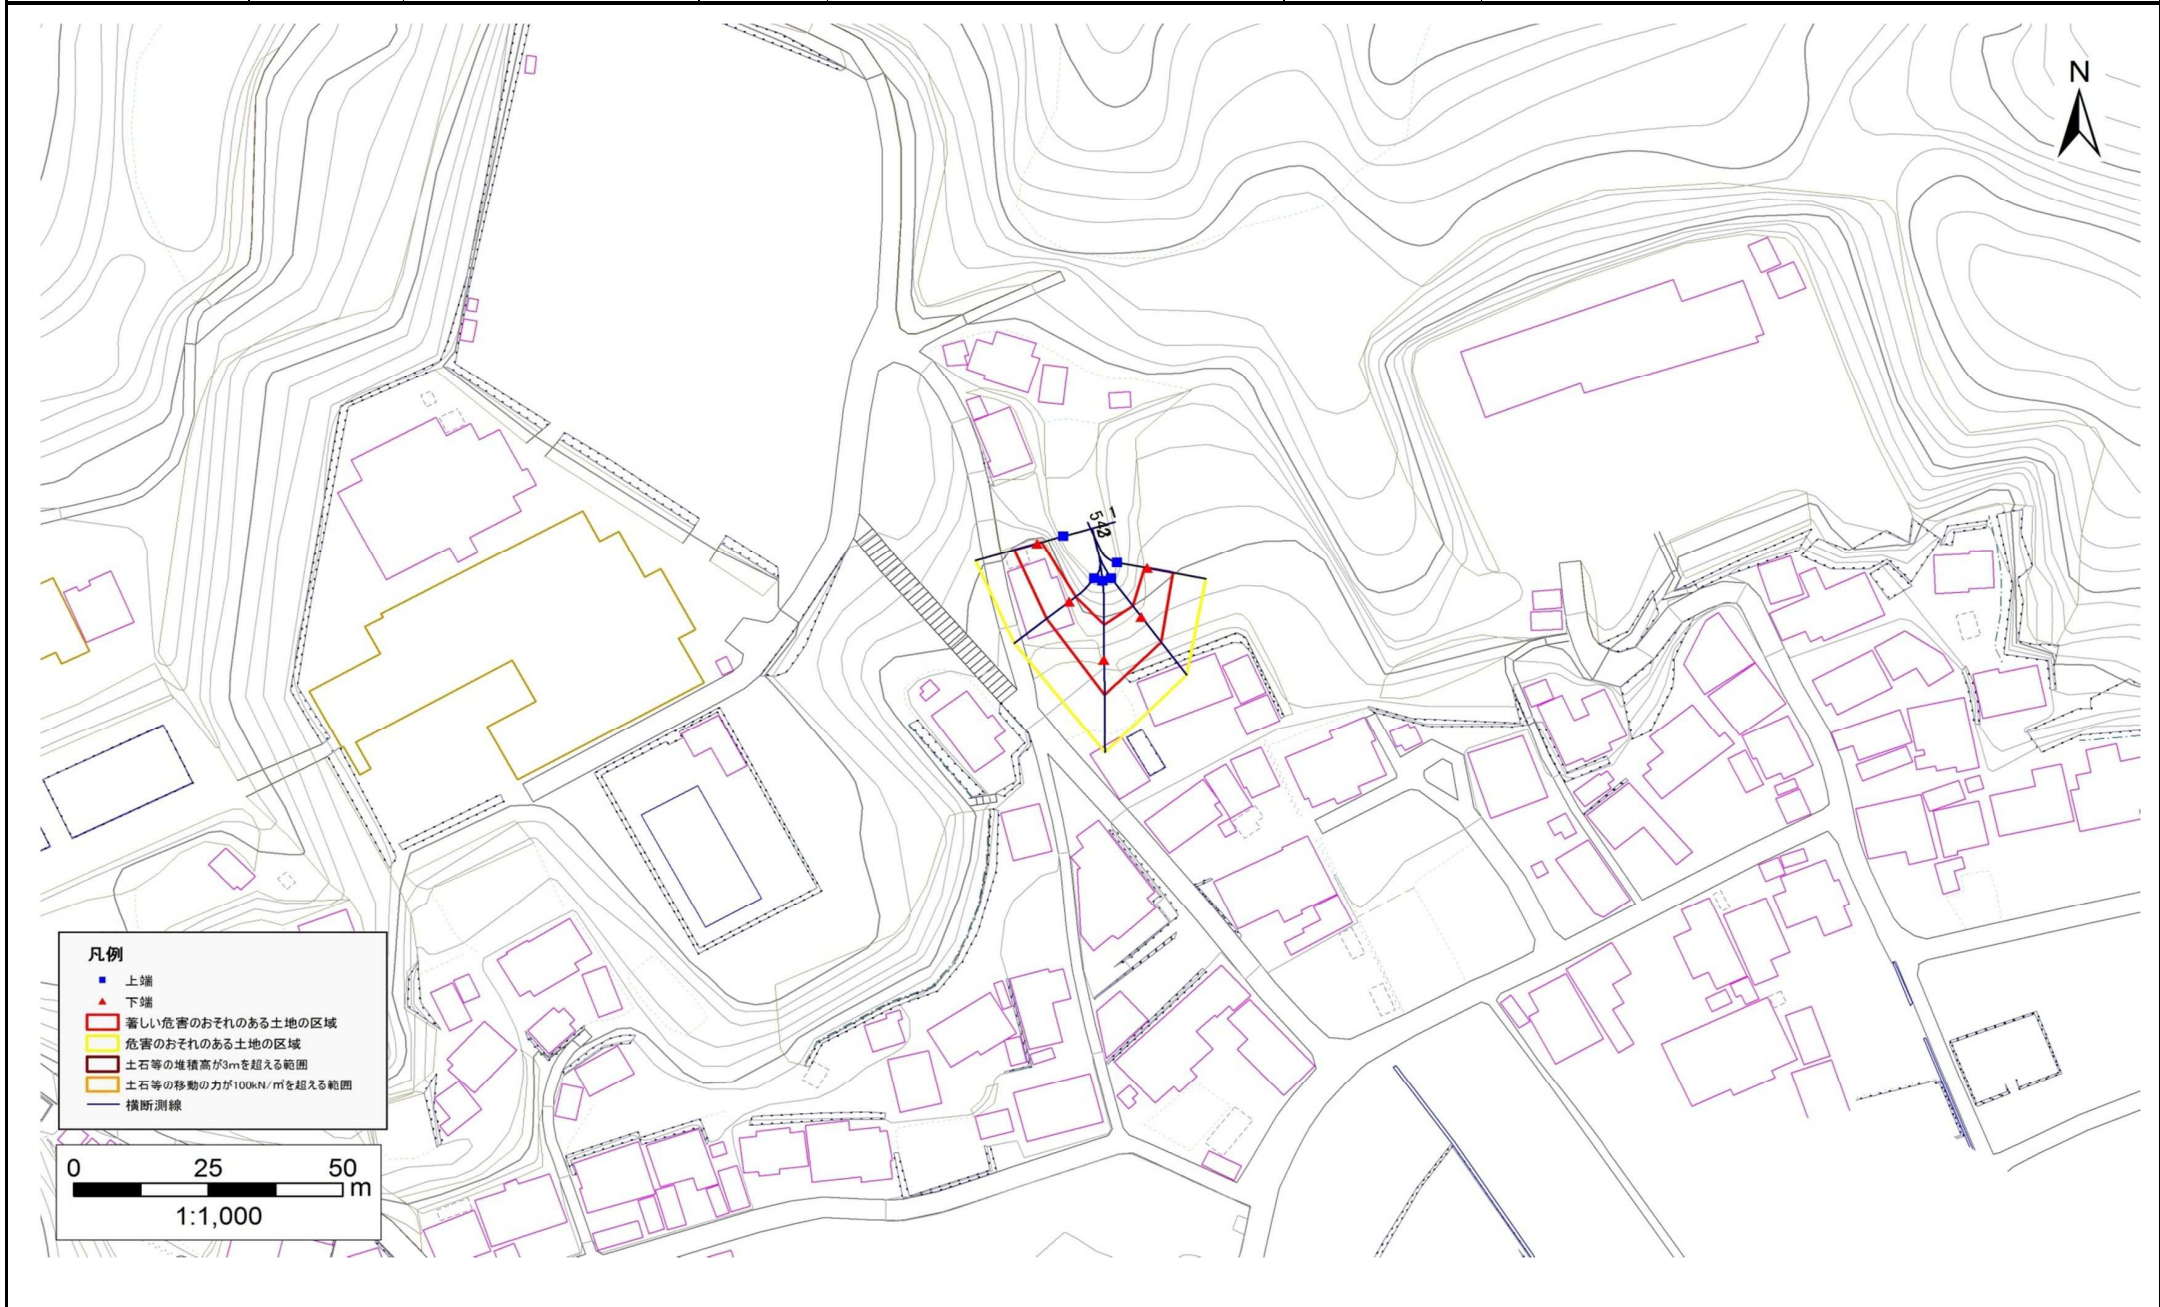 N
1
凡例
上端
下端
著しい危害のおそれのある土地の区域
危害のおそれのある土地の区域
土石等の堆積高が3mを超える範囲
土石等の移動の力が100kN/㎡を超える範囲
横断測線
0 25 50
m
1:1,000